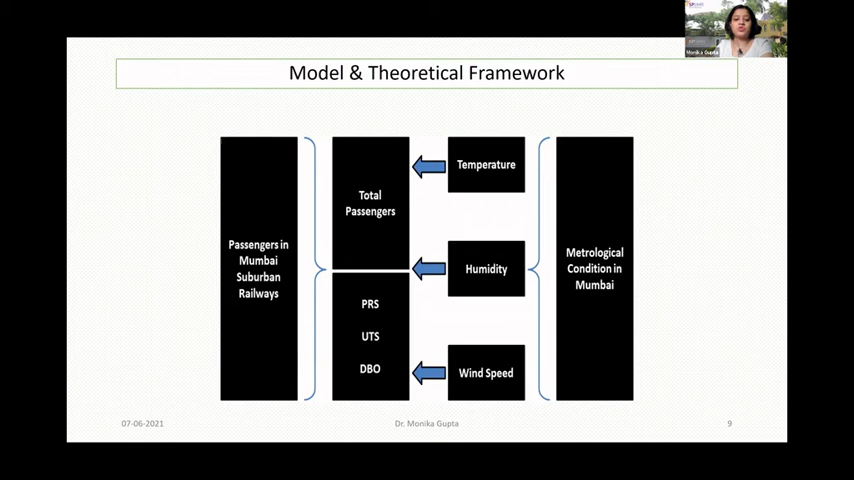 Model & Theoretical Framework
Passengers in
Mumbai
Suburban
Railways
Total
Passengers
PRS
UTS
DBO
Temperature
Humidity
Wind Speed
Metrological
Condition in
Mumbai
07-06-2021
Dr. Monika Gupta
9
Monika Gupta